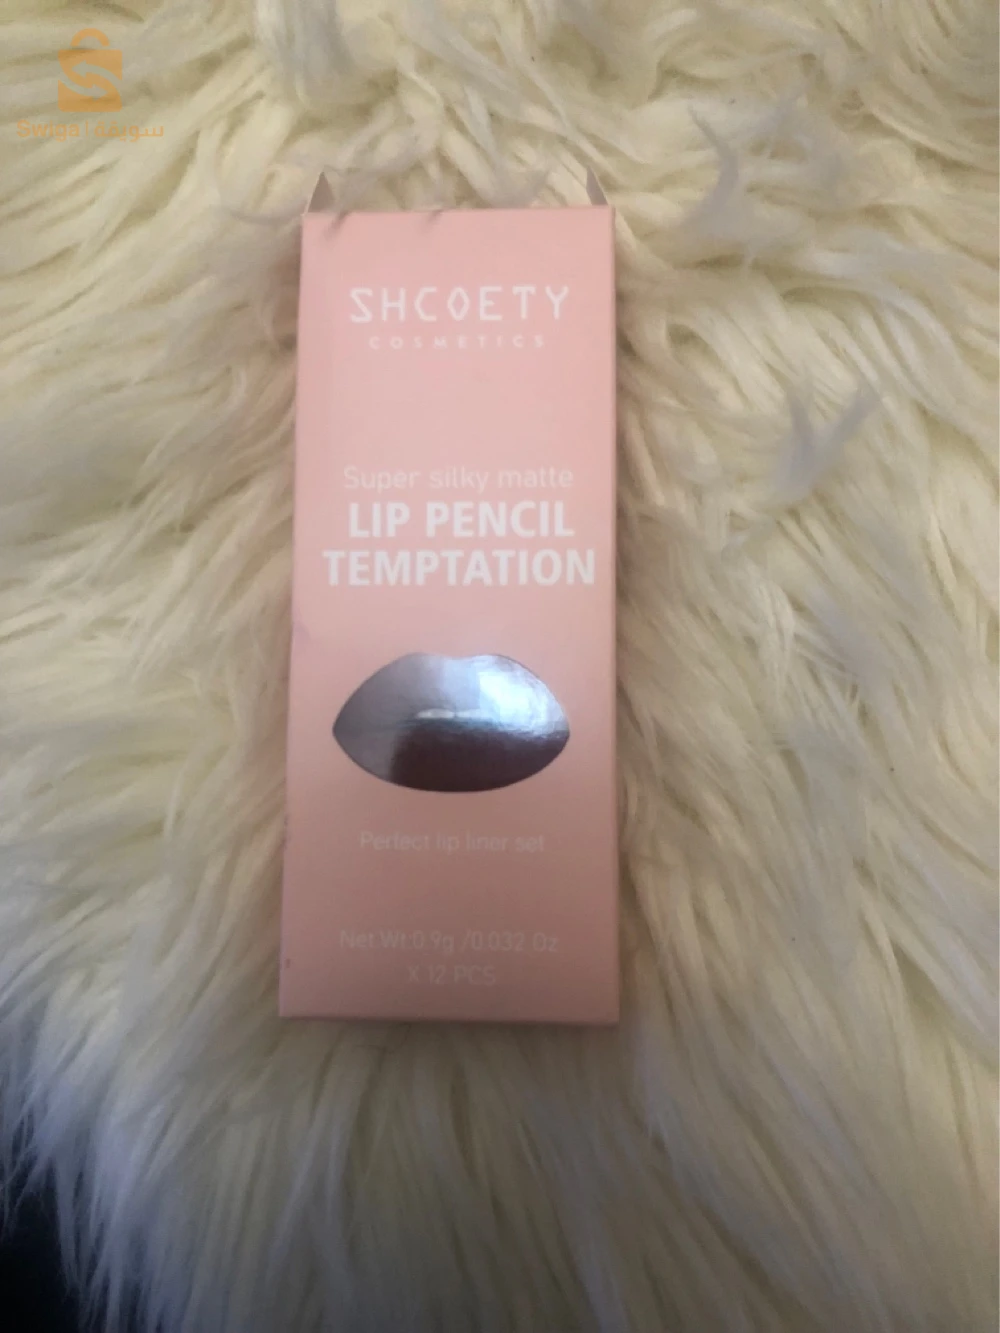 Swiqa | سويقة
SHCOETY
COSMETICS
Super silky matte
LIP PENCIL
TEMPTATION
Perfect lip liner set
Net.Wt:0.9g /0.032 Oz
X 12 PCS